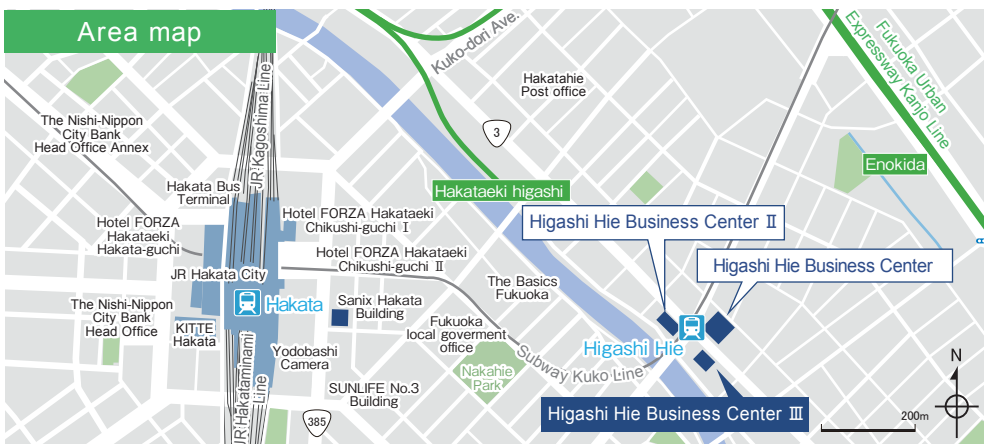 Area map
Kuko-dori Ave.
Fukuoka Urban
Expressway Kanjo Line
JR Kagoshima Line
Hakatahie
Post office
3
The Nishi-Nippon
City Bank
Head Office Annex
Enokida
Hakata Bus
Terminal
Hakataeki higashi
Higashi Hie Business Center Ⅱ
Hotel FORZA
Hakataeki
Hakata-guchi
Hotel FORZA Hakataeki
Chikushi-guchi Ⅰ
Hotel FORZA Hakataeki
Chikushi-guchi Ⅱ
Higashi Hie Business Center
JR Hakata City
The Basics
Fukuoka
The Nishi-Nippon
City Bank
Head Office
Hakata
Sanix Hakata
Building
KITTE
Hakata
Fukuoka
local goverment
office
Higashi Hie
Subway Kuko Line
Yodobashi
Camera
Nakahie
Park
JR Hakataminami
Line
SUNLIFE No.3
Building
385
Higashi Hie Business Center Ⅲ
N
200m